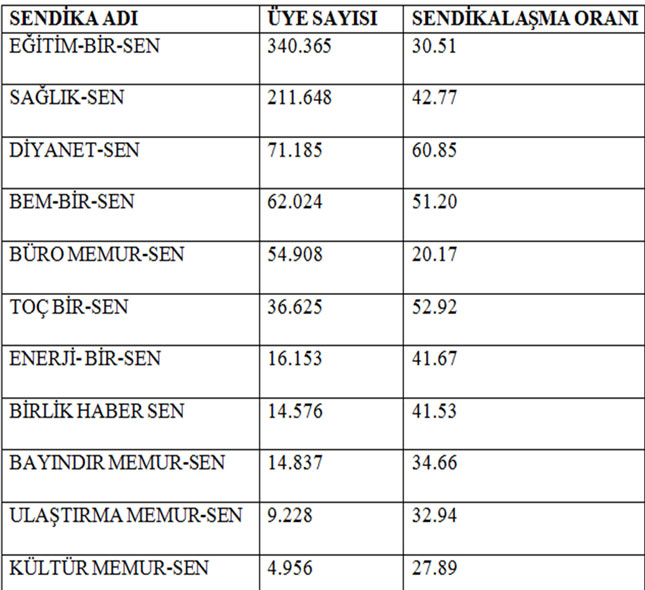 SENDİKA ADI ÜYE SAYISI SENDİKALAŞMA ORANI
EĞİTİM-BİR-SEN 340.365 30.51
SAĞLIK-SEN 211.648 42.77
DİYANET-SEN 71.185 60.85
BEM-BİR-SEN 62.024 51.20
BÜRO MEMUR-SEN 54.908 20.17
TOÇ BİR-SEN 36.625 52.92
ENERJİ- BİR-SEN 16.153 41.67
BİRLİK HABER SEN 14.576 41.53
BAYINDIR MEMUR-SEN 14.837 34.66
ULAŞTIRMA MEMUR-SEN 9.228 32.94
KÜLTÜR MEMUR-SEN 4.956 27.89